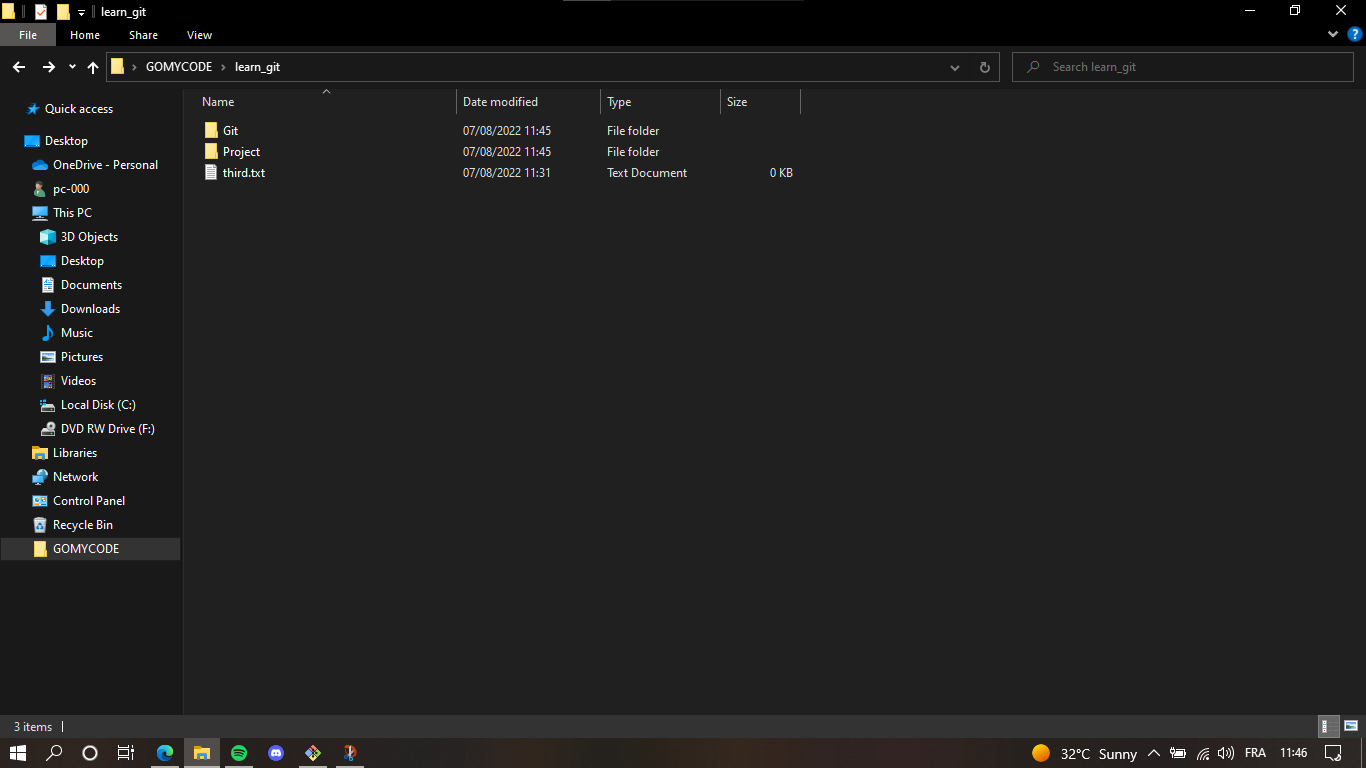 learn_git
File Home Share View
GOMYCODE learn_git
Search learn_git
Name Date modified Type Size
Quick access
Git 07/08/2022 11:45 File folder
Desktop
Project 07/08/2022 11:45 File folder
OneDrive - Personal
third.txt 07/08/2022 11:31 Text Document 0 KB
pc-000
This PC
3D Objects
Desktop
Documents
Downloads
Music
Pictures
Videos
Local Disk (C:)
DVD RW Drive (F:)
Libraries
Network
Control Panel
Recycle Bin
GOMYCODE
3 items
32°C Sunny FRA 11:46